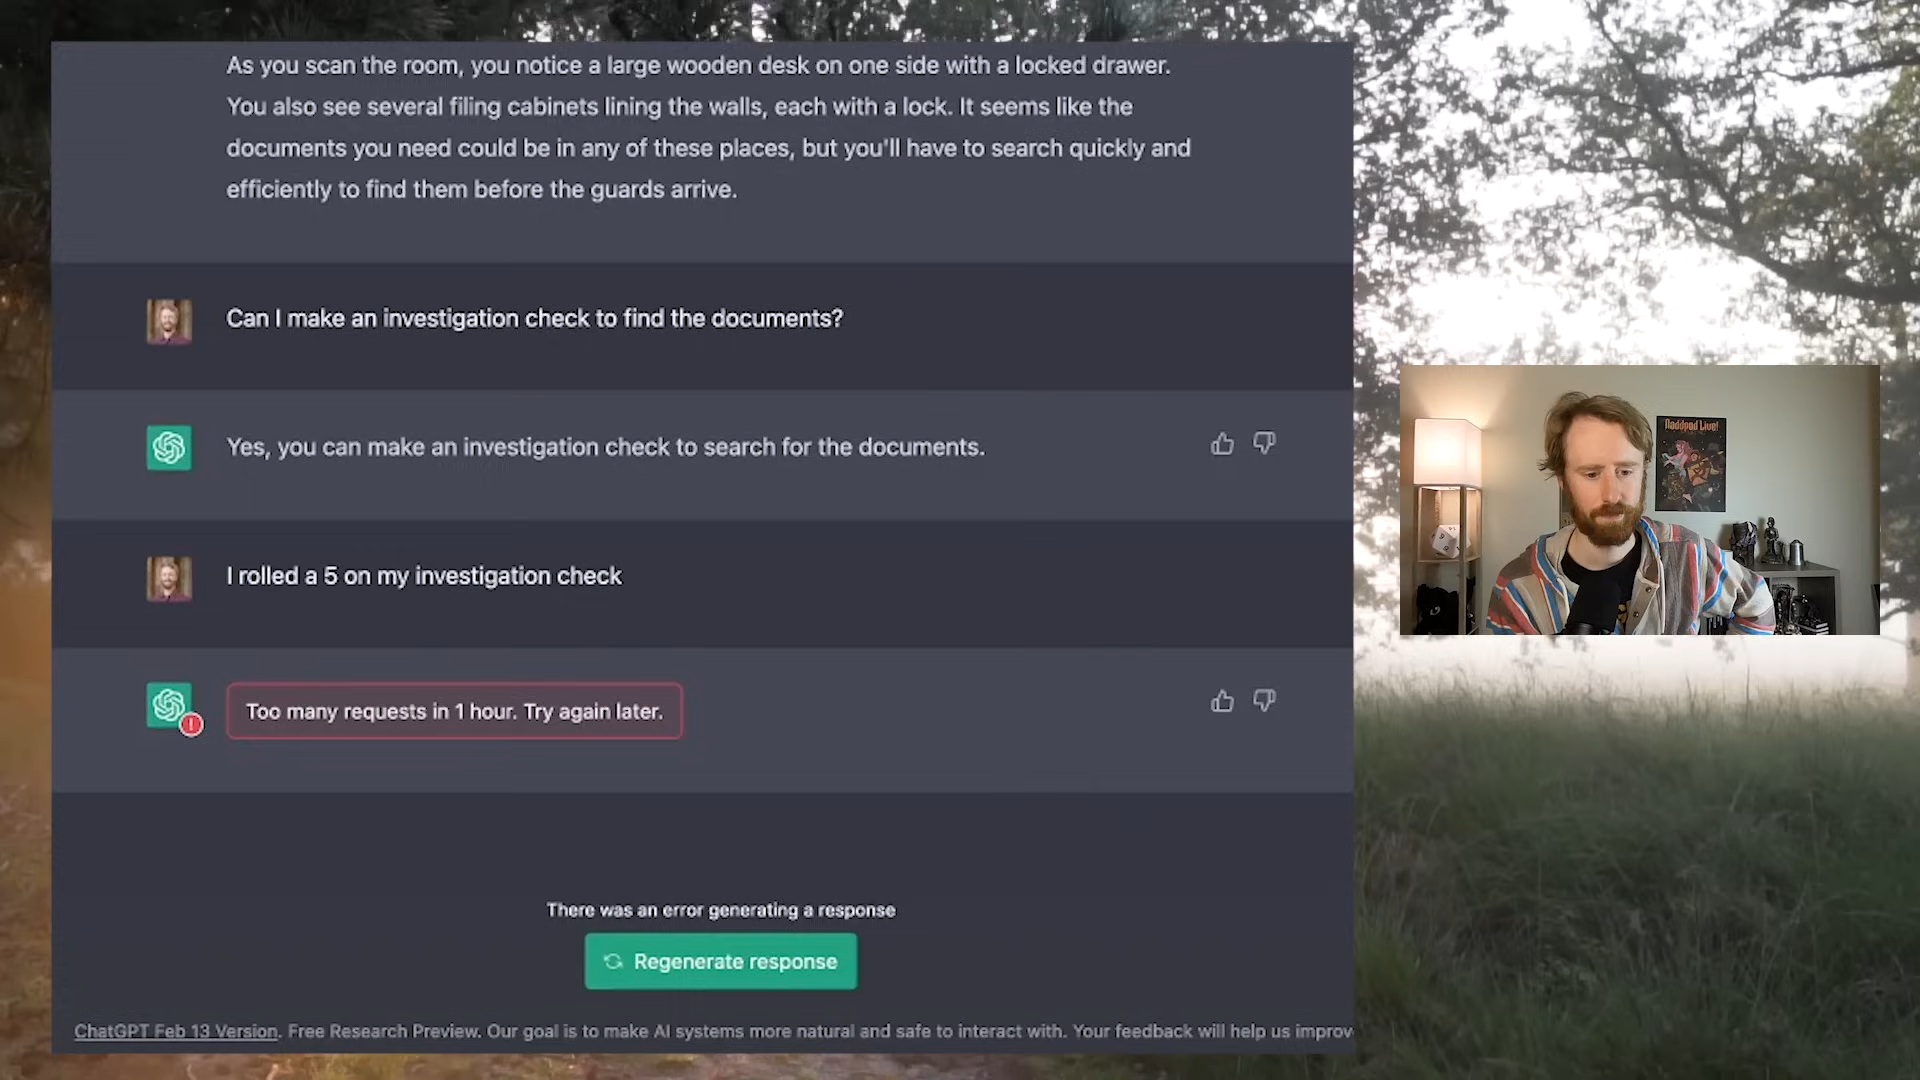 As you scan the room, you notice a large wooden desk on one side with a locked drawer.
You also see several filing cabinets lining the walls, each with a lock. It seems like the
documents you need could be in any of these places, but you'll have to search quickly and
efficiently to find them before the guards arrive.
Can I make an investigation check to find the documents?
Yes, you can make an investigation check to search for the documents.
I rolled a 5 on my investigation check
Too many requests in 1 hour. Try again later.
There was an error generating a response
Regenerate response
ChatGPT Feb 13 Version. Free Research Preview. Our goal is to make AI systems more natural and safe to interact with. Your feedback will help us improv
Naddpod Live!